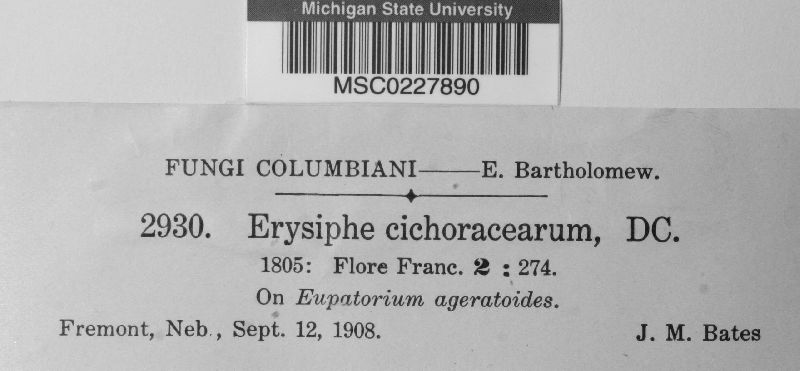 Michigan State University
MSC0227890
FUNGI COLUMBIANI——E. Bartholomew.
2930. Erysiphe cichoracearum, DC.
1805: Flore Franc. 2 : 274.
On Eupatorium ageratoides.
Fremont, Neb., Sept. 12, 1908. J. M. Bates